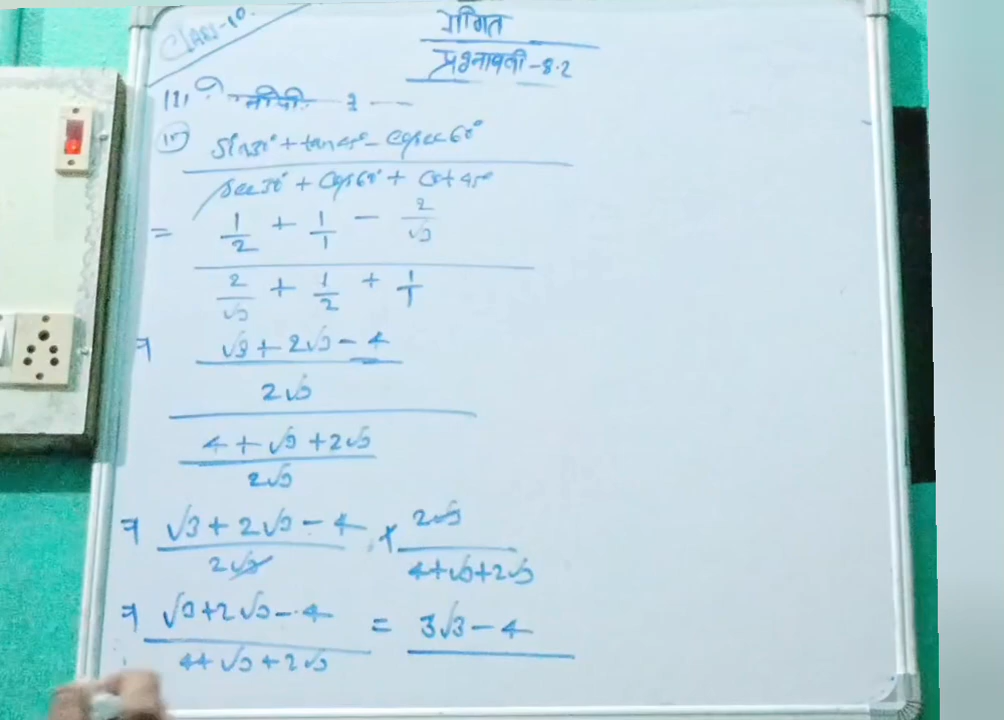 Class-10
गणित
प्रश्नावली-8.2
(1)
(iv) sin30° + tan45° - cosec60°
sec30° + cos60° + cot45°
= 1/2 + 1/1 - 2/√3
2/√3 + 1/2 + 1/1
⇒ √3 + 2√3 - 4
2√3
4 + √3 + 2√3
2√3
⇒ √3 + 2√3 - 4 / 2√3 × 2√3 / 4+√3+2√3
⇒ √3+2√3-4 / 4+√3+2√3 = 3√3-4